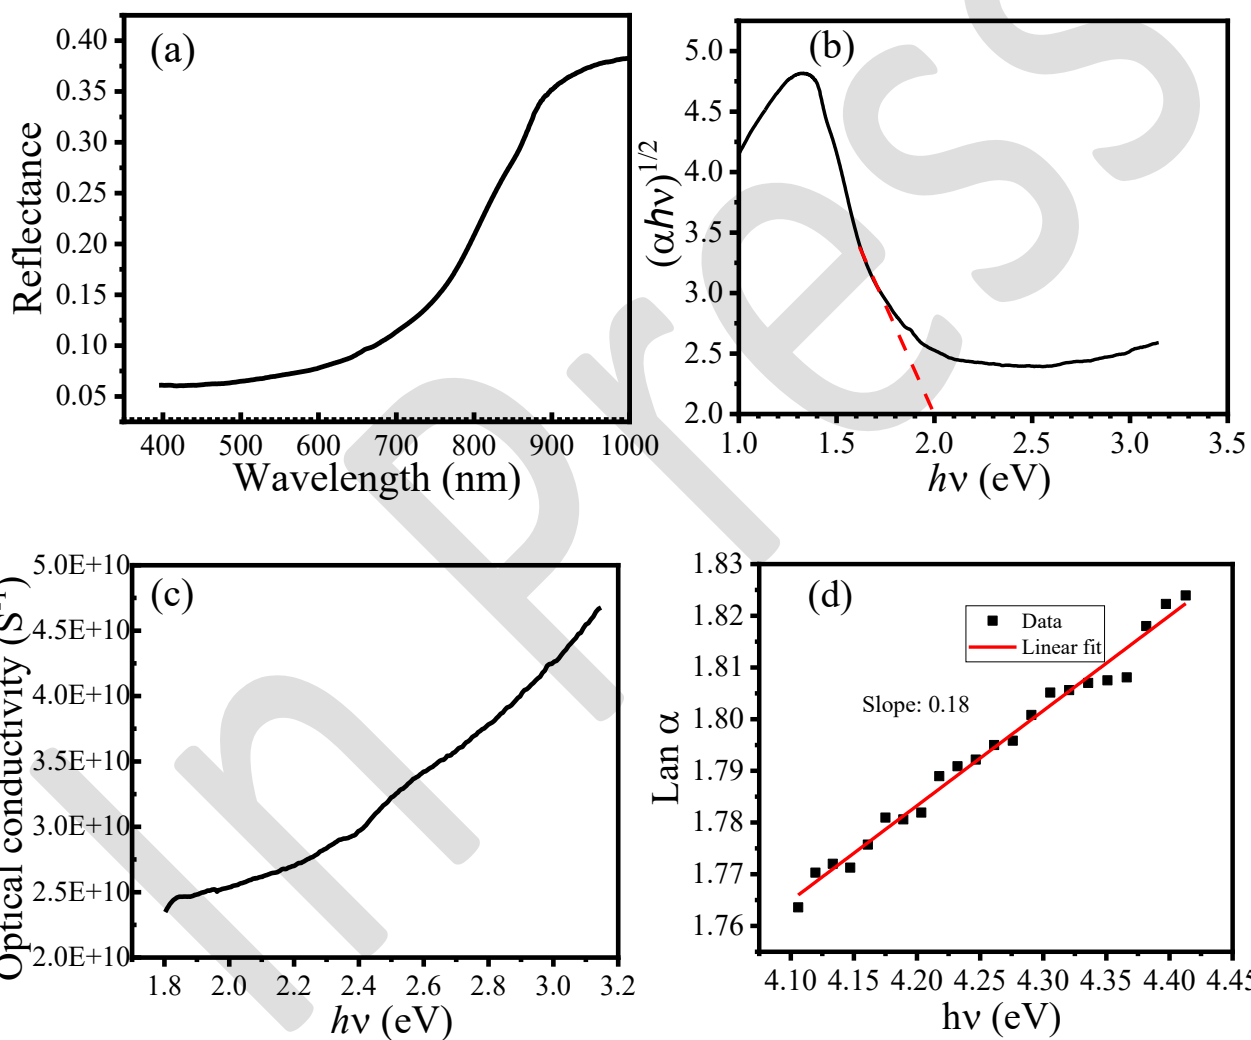 (a)
Reflectance
0.40
0.35
0.30
0.25
0.20
0.15
0.10
0.05
400 500 600 700 800 900 1000
Wavelength (nm)
(b)
(αhν)1/2
5.0
4.5
4.0
3.5
3.0
2.5
2.0
1.0 1.5 2.0 2.5 3.0 3.5
hν (eV)
(c)
Optical conductivity (S-1)
5.0E+10
4.5E+10
4.0E+10
3.5E+10
3.0E+10
2.5E+10
2.0E+10
1.8 2.0 2.2 2.4 2.6 2.8 3.0 3.2
hν (eV)
(d)
Lan α
1.83
1.82
1.81
1.80
1.79
1.78
1.77
1.76
Data
Linear fit
Slope: 0.18
4.10 4.15 4.20 4.25 4.30 4.35 4.40 4.45
hν (eV)
In Press